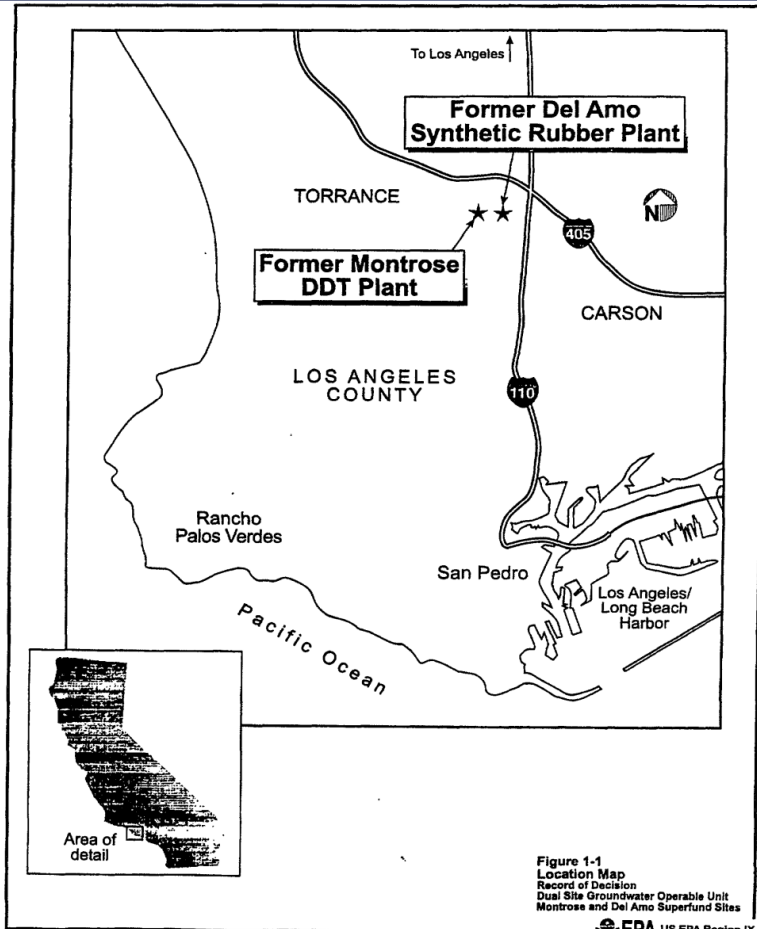 To Los Angeles
Former Del Amo
Synthetic Rubber Plant
TORRANCE
N
405
Former Montrose
DDT Plant
CARSON
LOS ANGELES
COUNTY
110
Rancho
Palos Verdes
San Pedro
Los Angeles/
Long Beach
Harbor
Pacific Ocean
Area of
detail
Figure 1-1
Location Map
Record of Decision
Dual Site Groundwater Operable Unit
Montrose and Del Amo Superfund Sites
EPA US EPA Region IX